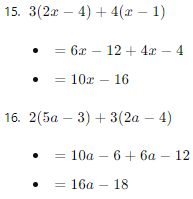 15. 3(2x − 4) + 4(x − 1)
• = 6x − 12 + 4x − 4
• = 10x − 16
16. 2(5a − 3) + 3(2a − 4)
• = 10a − 6 + 6a − 12
• = 16a − 18